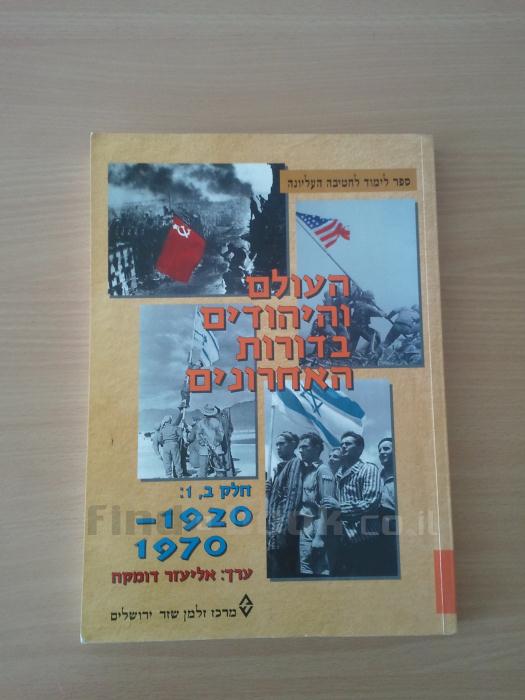 ספר לימוד לחטיבה העליונה
העולם
והיהודים
בדורות
האחרונים
חלק ב, 1:
1920–
1970
ערך: אליעזר דומקה
מרכז זלמן שזר ירושלים